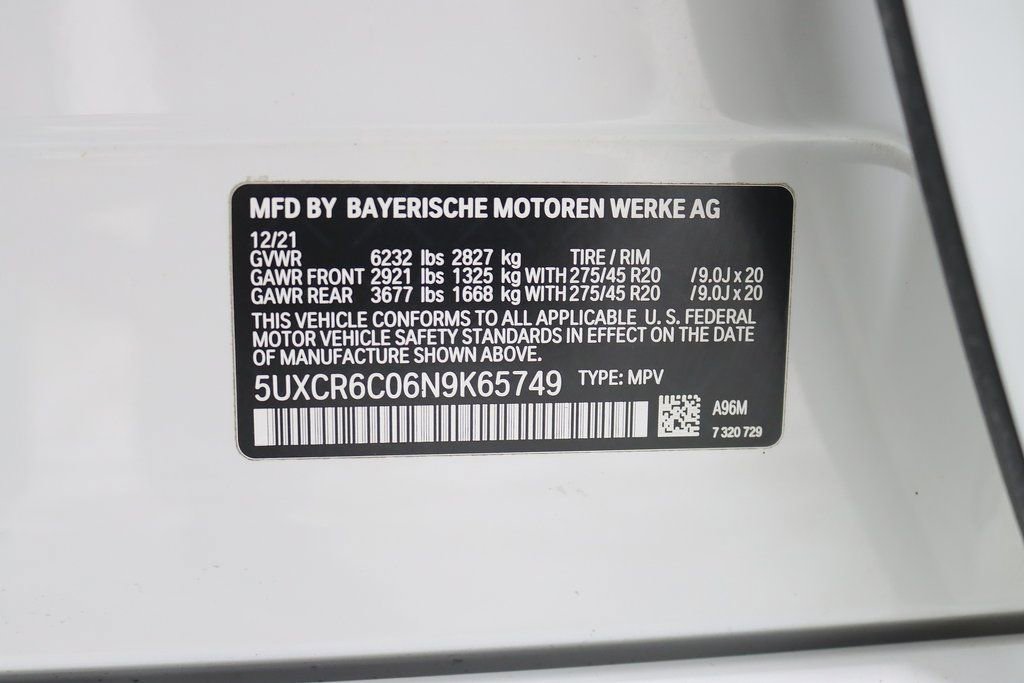 MFD BY BAYERISCHE MOTOREN WERKE AG
12/21
GVWR 6232 lbs 2827 kg TIRE / RIM
GAWR FRONT 2921 lbs 1325 kg WITH 275/45 R20 / 9.0J x 20
GAWR REAR 3677 lbs 1668 kg WITH 275/45 R20 / 9.0J x 20
THIS VEHICLE CONFORMS TO ALL APPLICABLE U. S. FEDERAL
MOTOR VEHICLE SAFETY STANDARDS IN EFFECT ON THE DATE
OF MANUFACTURE SHOWN ABOVE.
5UXCR6C06N9K65749 TYPE: MPV
A96M
7 320 729